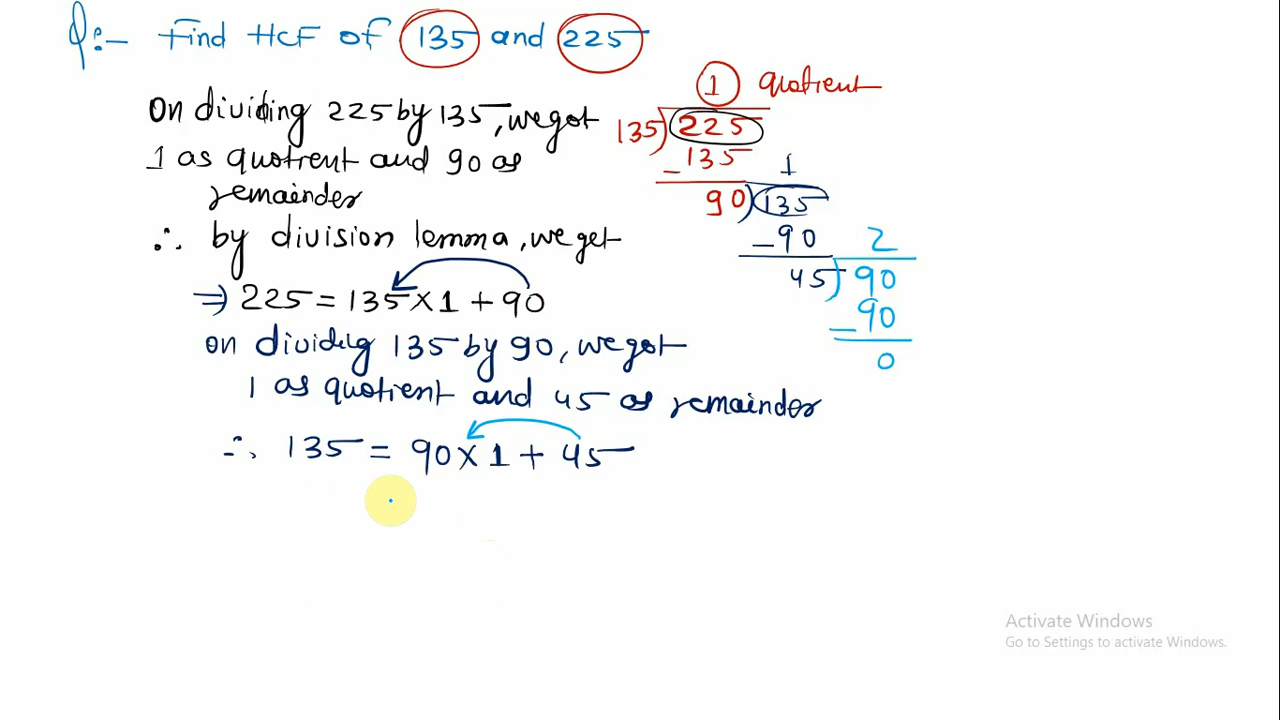 Q:- Find HCF of 135 and 225
On dividing 225 by 135, we got
1 as quotient and 90 as
remainder
∴ by division lemma, we get
⇒ 225 = 135 × 1 + 90
on dividing 135 by 90, we got
1 as quotient and 45 as remainder
∴ 135 = 90 × 1 + 45
1 quotient
135) 225
- 135 1
90) 135
- 90 2
45) 90
- 90
0
Activate Windows
Go to Settings to activate Windows.